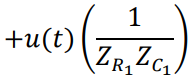 +u(t) (1 / (Z_{R_1} Z_{C_1}))